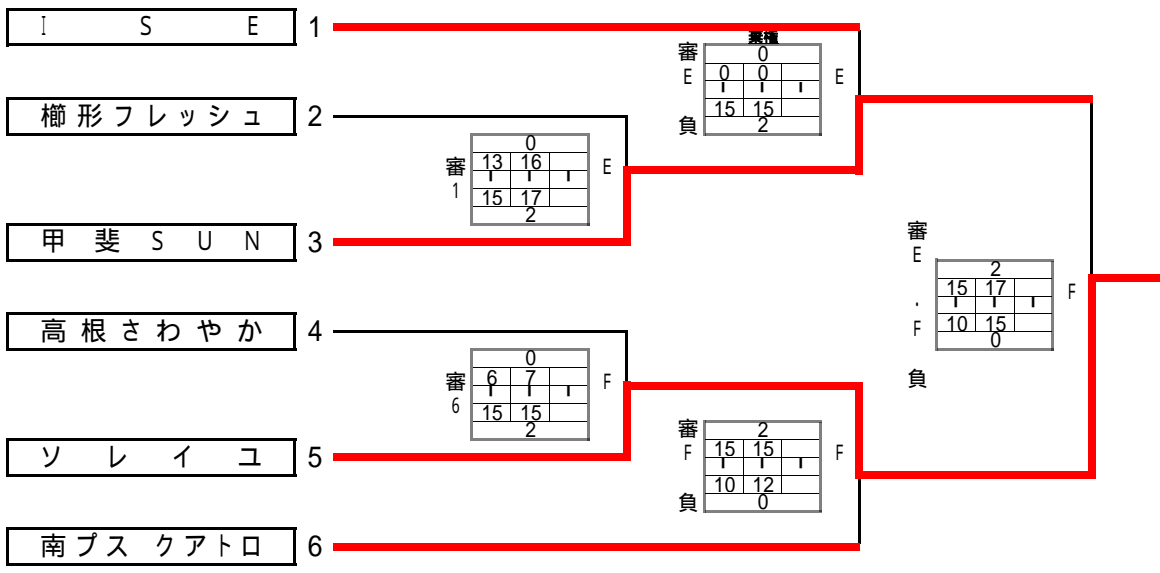 I S E 1
棄権
審 E 負
0
0 0
15 15
2
E
櫛形フレッシュ 2
審 1
0
13 16
15 17
2
E
甲斐SUN 3
審 E ・ F 負
2
15 17
10 15
0
F
高根さわやか 4
審 6
0
6 7
15 15
2
F
ソレイユ 5
審 F 負
2
15 15
10 12
0
F
南プス クアトロ 6